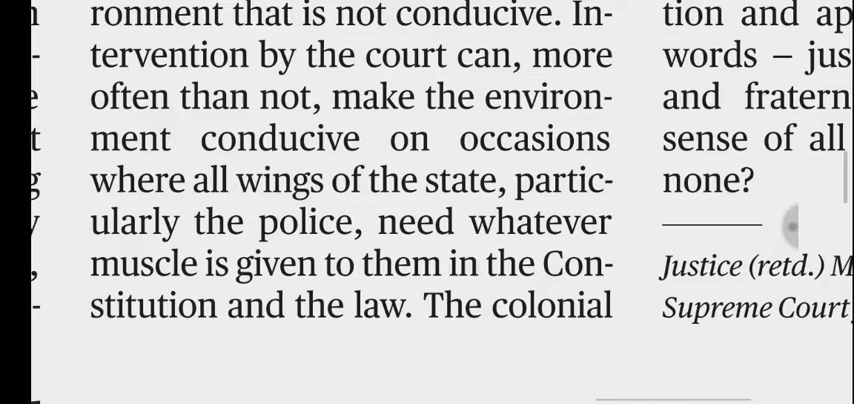 ronment that is not conducive. In-
tervention by the court can, more
often than not, make the environ-
ment conducive on occasions
where all wings of the state, partic-
ularly the police, need whatever
muscle is given to them in the Con-
stitution and the law. The colonial
tion and
words –
and
sense of all
none?
Justice (retd.)
Supreme Court